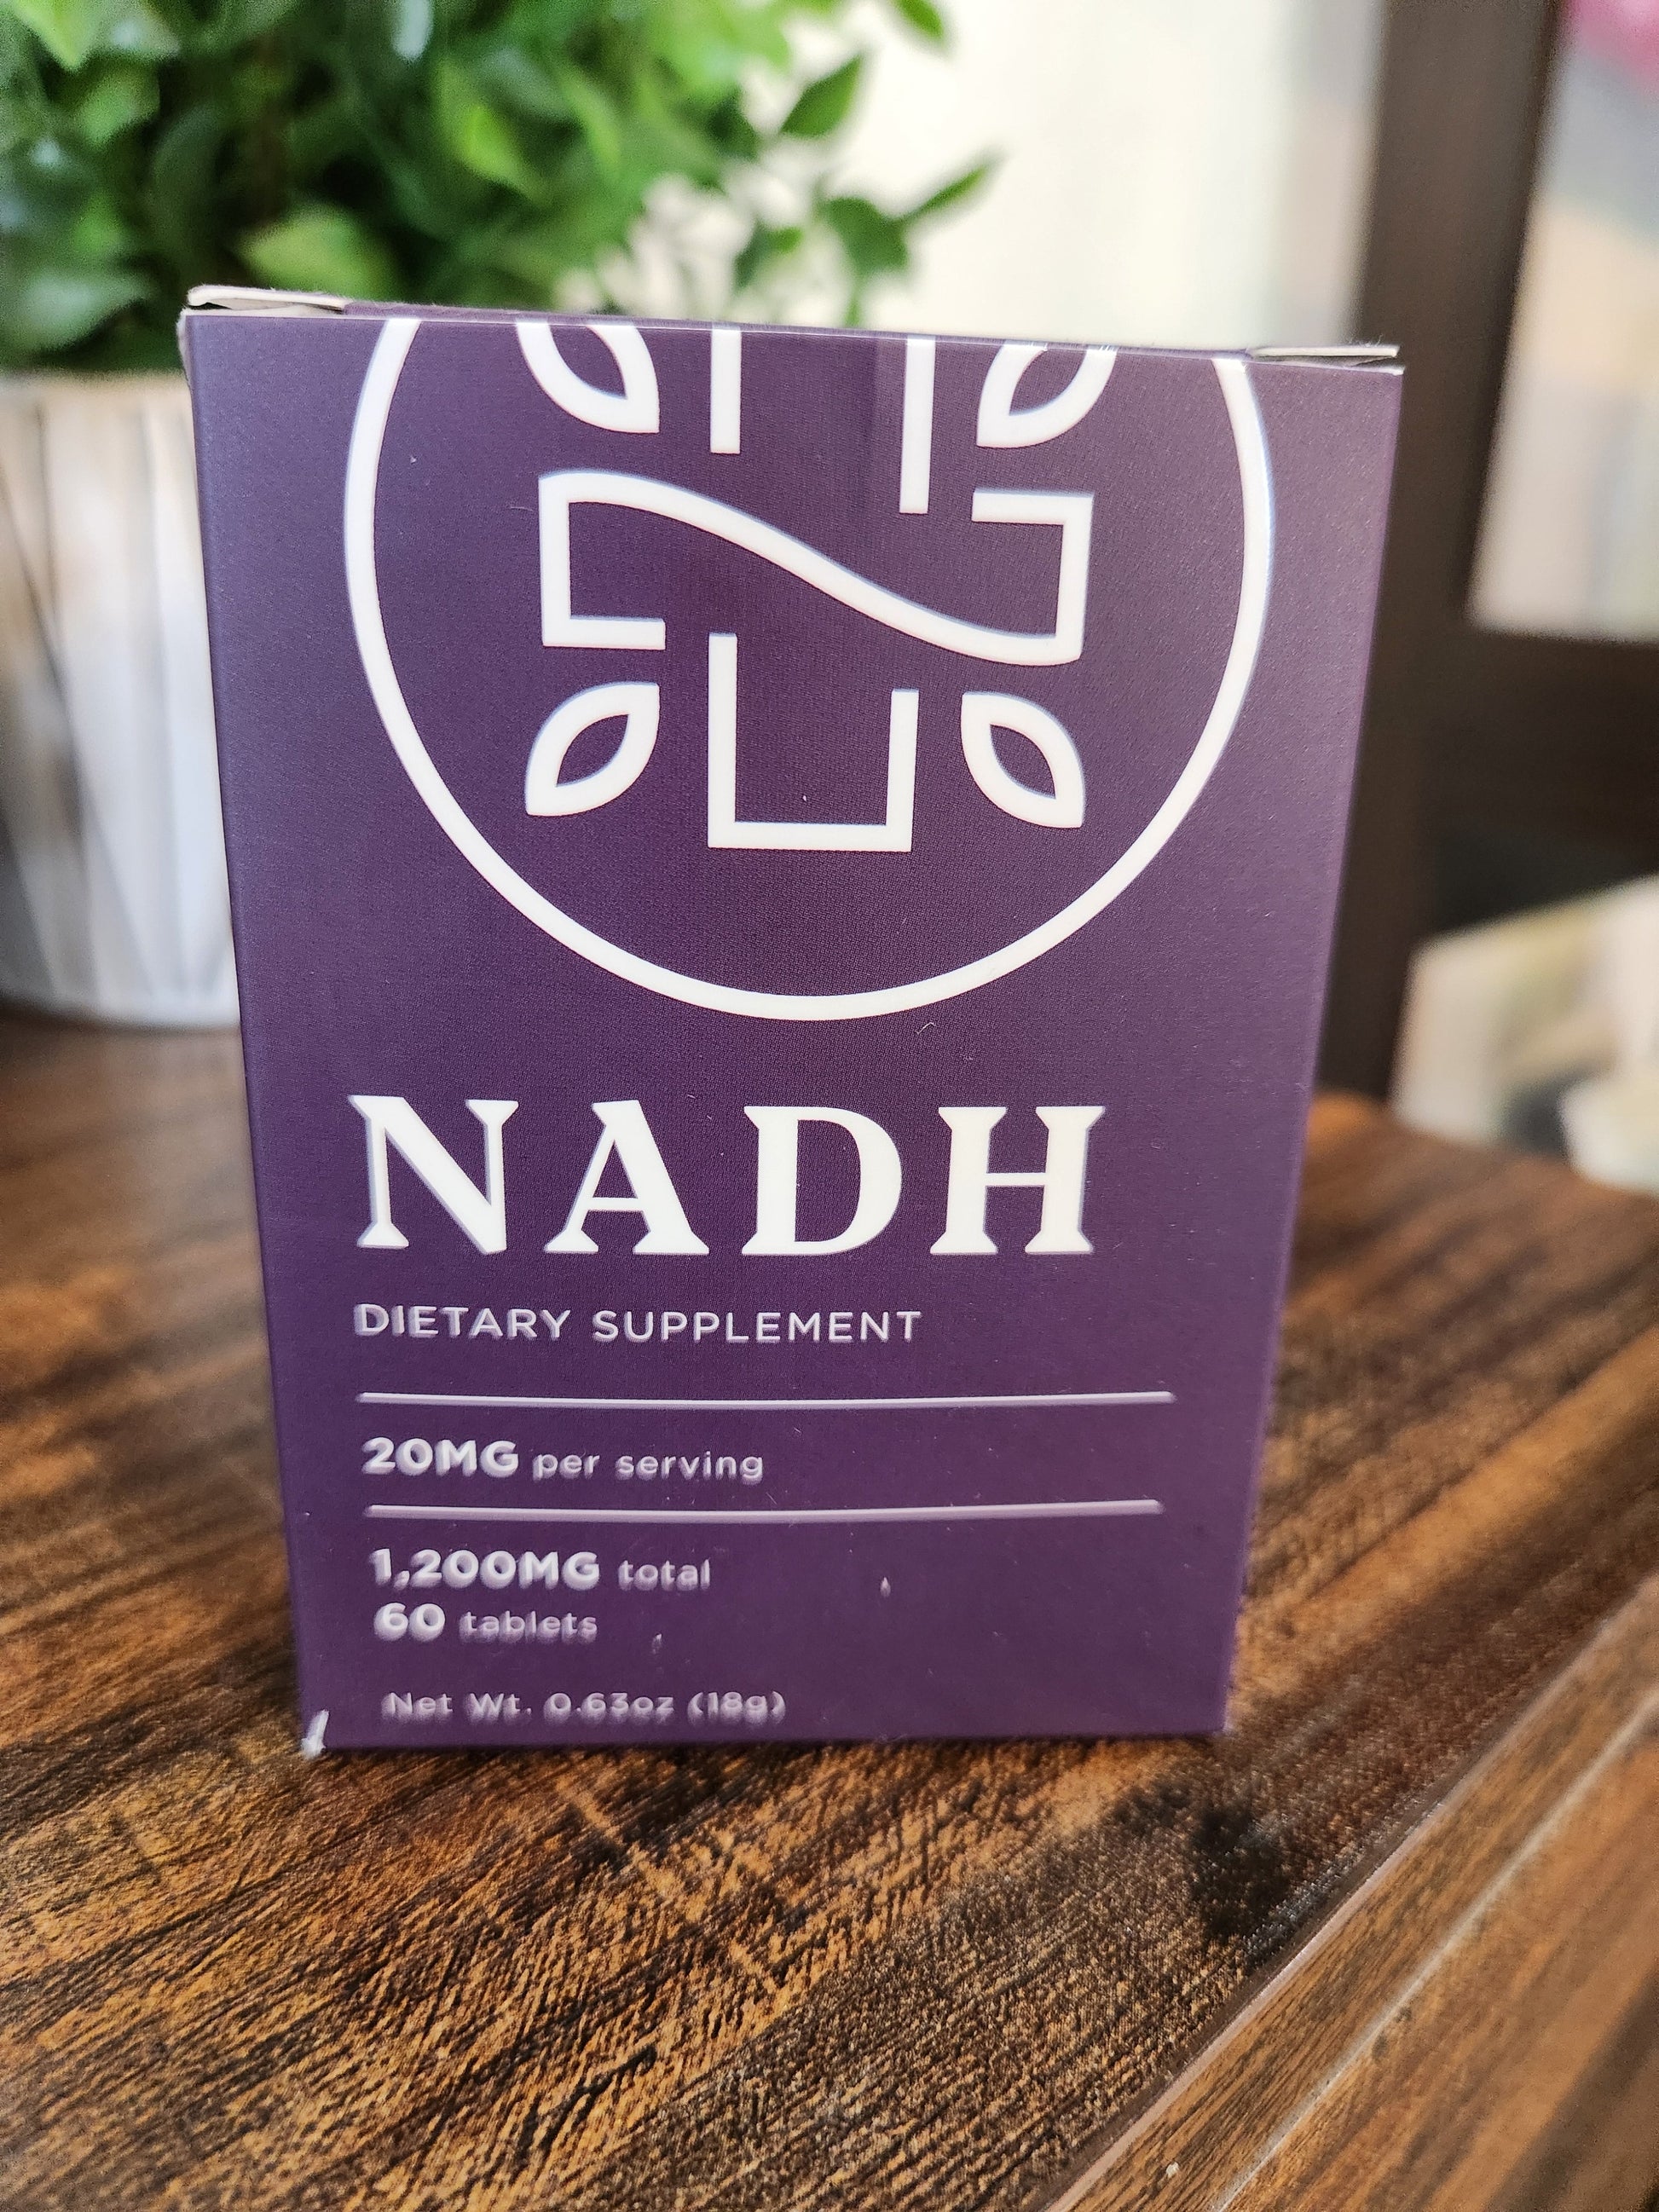 NADH
DIETARY SUPPLEMENT
20MG per serving
1,200MG total
60 tablets
Net Wt. 0.63oz (18g)